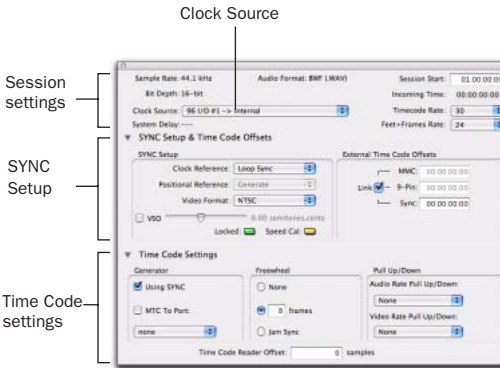 Clock Source
Session settings
SYNC Setup
Time Code settings
Sample Rate: 44.1 kHz
Audio Format: BWF (.WAV)
Session Start: 01:00:00:00
Bit Depth: 16-bit
Incoming Time: 00:00:00:00
Clock Source: 96 I/O #1 -> Internal
Timecode Rate: 30
System Delay: ----
Feet+Frames Rate: 24
SYNC Setup & Time Code Offsets
SYNC Setup
External Time Code Offsets
Clock Reference: Loop Sync
MMC: 00:00:00:00
Positional Reference: Generate
Link 9-Pin: 00:00:00:00
Video Format: NTSC
Sync: 00:00:00:00
VSO 0.00 semitones.cents
Locked: Speed Cal:
Time Code Settings
Generator
Freewheel
Pull Up/Down
Using SYNC
None
Audio Rate Pull Up/Down:
None
MTC To Port:
8 frames
Video Rate Pull Up/Down:
none
Jam Sync
None
Time Code Reader Offset: 0 samples